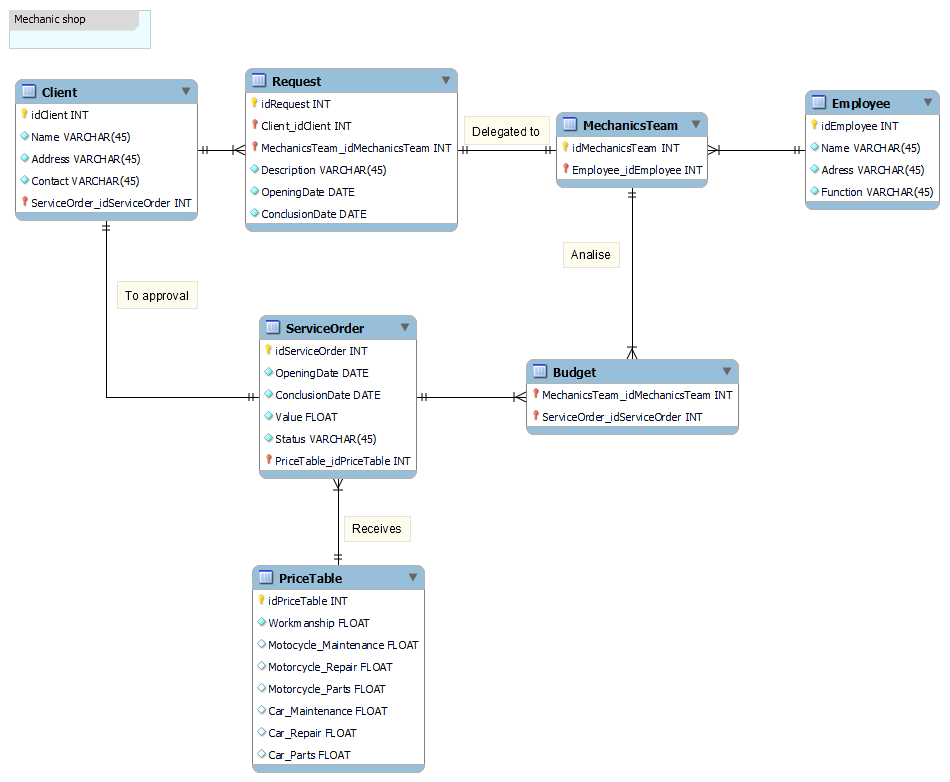 Mechanic shop
Client
idClient INT
Name VARCHAR(45)
Address VARCHAR(45)
Contact VARCHAR(45)
ServiceOrder_idServiceOrder INT
Request
idRequest INT
Client_idClient INT
MechanicsTeam_idMechanicsTeam INT
Description VARCHAR(45)
OpeningDate DATE
ConclusionDate DATE
Delegated to
MechanicsTeam
idMechanicsTeam INT
Employee_idEmployee INT
Employee
idEmployee INT
Name VARCHAR(45)
Adress VARCHAR(45)
Function VARCHAR(45)
Analise
To approval
ServiceOrder
idServiceOrder INT
OpeningDate DATE
ConclusionDate DATE
Value FLOAT
Status VARCHAR(45)
PriceTable_idPriceTable INT
Budget
MechanicsTeam_idMechanicsTeam INT
ServiceOrder_idServiceOrder INT
Receives
PriceTable
idPriceTable INT
Workmanship FLOAT
Motocycle_Maintenance FLOAT
Motorcycle_Repair FLOAT
Motorcycle_Parts FLOAT
Car_Maintenance FLOAT
Car_Repair FLOAT
Car_Parts FLOAT